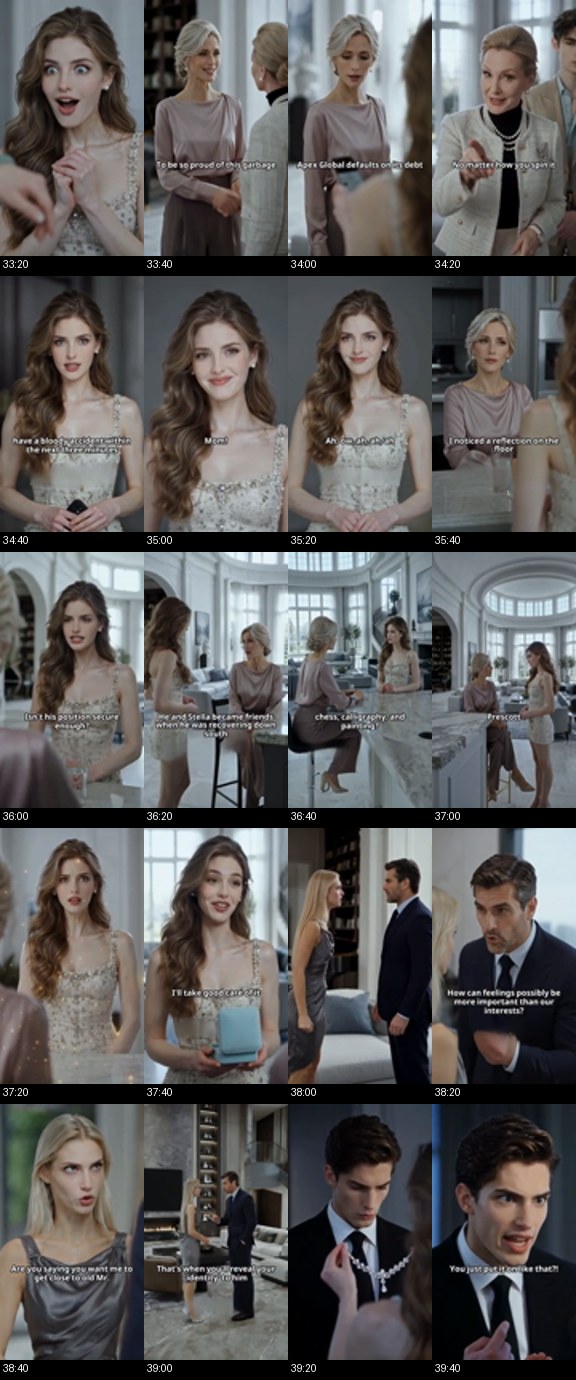 33:20
To be so proud of this garbage
33:40
Apex Global defaults on its debt
34:00
No matter how you spin it
34:20
have a bloody accident within
the next three minutes
34:40
Mom!
35:00
Ah, ow, ah, ah, ah
35:20
I noticed a reflection on the
floor
35:40
Isn't his position secure
enough?
36:00
He and Stella became friends
when he was recovering down
south
36:20
chess, calligraphy, and
painting?
36:40
Prescott
37:00
37:20
I'll take good care of it
37:40
38:00
How can feelings possibly be
more important than our
interests?
38:20
Are you saying you want me to
get close to old Mr.
38:40
That's when you'll reveal your
identity to him
39:00
39:20
You just put it on like that?!
39:40